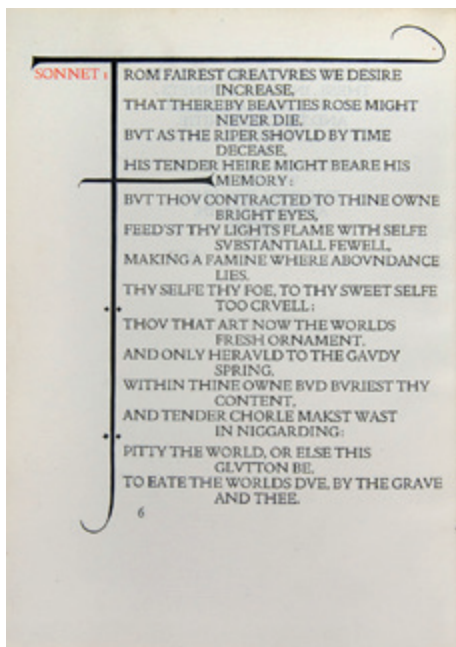 SONNET 1
FROM FAIREST CREATVRES WE DESIRE
INCREASE,
THAT THEREBY BEAVTIES ROSE MIGHT
NEVER DIE,
BVT AS THE RIPER SHOVLD BY TIME
DECEASE,
HIS TENDER HEIRE MIGHT BEARE HIS
MEMORY:
BVT THOV CONTRACTED TO THINE OWNE
BRIGHT EYES,
FEED'ST THY LIGHTS FLAME WITH SELFE
SVBSTANTIALL FEWELL,
MAKING A FAMINE WHERE ABOVNDANCE
LIES,
THY SELFE THY FOE, TO THY SWEET SELFE
TOO CRVELL:
THOV THAT ART NOW THE WORLDS
FRESH ORNAMENT,
AND ONLY HERAVLD TO THE GAVDY
SPRING,
WITHIN THINE OWNE BVD BVRIEST THY
CONTENT,
AND TENDER CHORLE MAKST WAST
IN NIGGARDING:
PITTY THE WORLD, OR ELSE THIS
GLVTTON BE,
TO EATE THE WORLDS DVE, BY THE GRAVE
AND THEE.
6